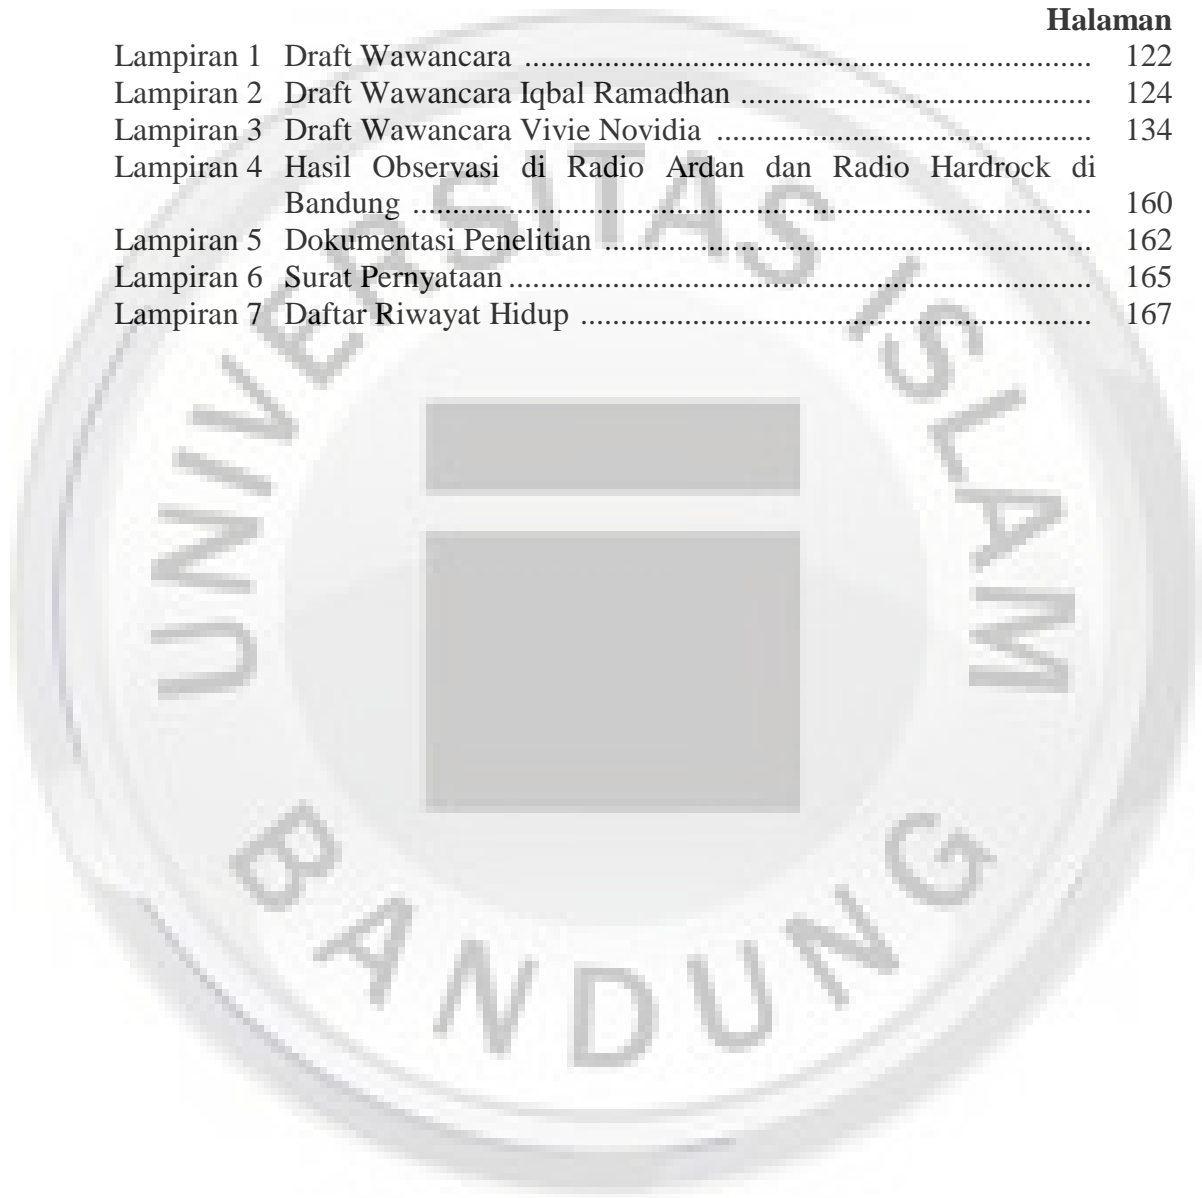 Halaman
Lampiran 1 Draft Wawancara ........................................................................ 122
Lampiran 2 Draft Wawancara Iqbal Ramadhan ............................................. 124
Lampiran 3 Draft Wawancara Vivie Novidia ................................................ 134
Lampiran 4 Hasil Observasi di Radio Ardan dan Radio Hardrock di
Bandung ...................................................................................... 160
Lampiran 5 Dokumentasi Penelitian .............................................................. 162
Lampiran 6 Surat Pernyataan .......................................................................... 165
Lampiran 7 Daftar Riwayat Hidup ................................................................. 167
UNIVERSITAS ISLAM
BANDUNG